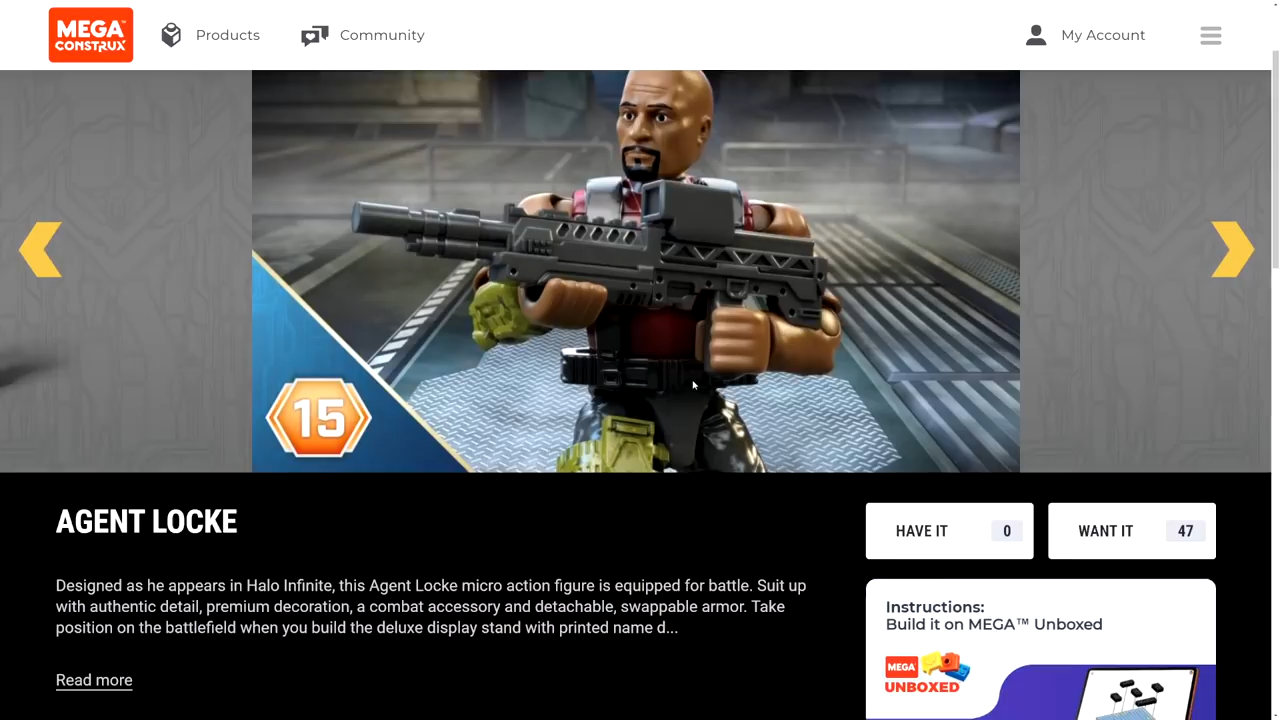 MEGA
CONSTRUX
Products
Community
My Account
15
AGENT LOCKE
HAVE IT 0
WANT IT 47
Designed as he appears in Halo Infinite, this Agent Locke micro action figure is equipped for battle. Suit up
with authentic detail, premium decoration, a combat accessory and detachable, swappable armor. Take
position on the battlefield when you build the deluxe display stand with printed name d...
Read more
Instructions:
Build it on MEGA™ Unboxed
MEGA
UNBOXED